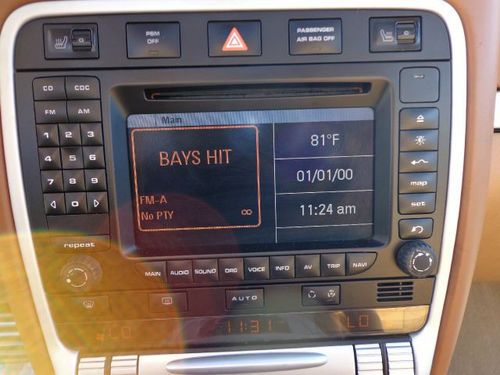 PSM OFF
PASSENGER AIR BAG OFF
CD CDC
FM AM
1 2 3
4 5 6
7 8 9
0
repeat
Main
BAYS HIT
FM-A
No PTY
81°F
01/01/00
11:24 am
map
set
MAIN AUDIO SOUND ORG VOICE INFO AV TRIP NAVI
AUTO
LO 11:31 LO